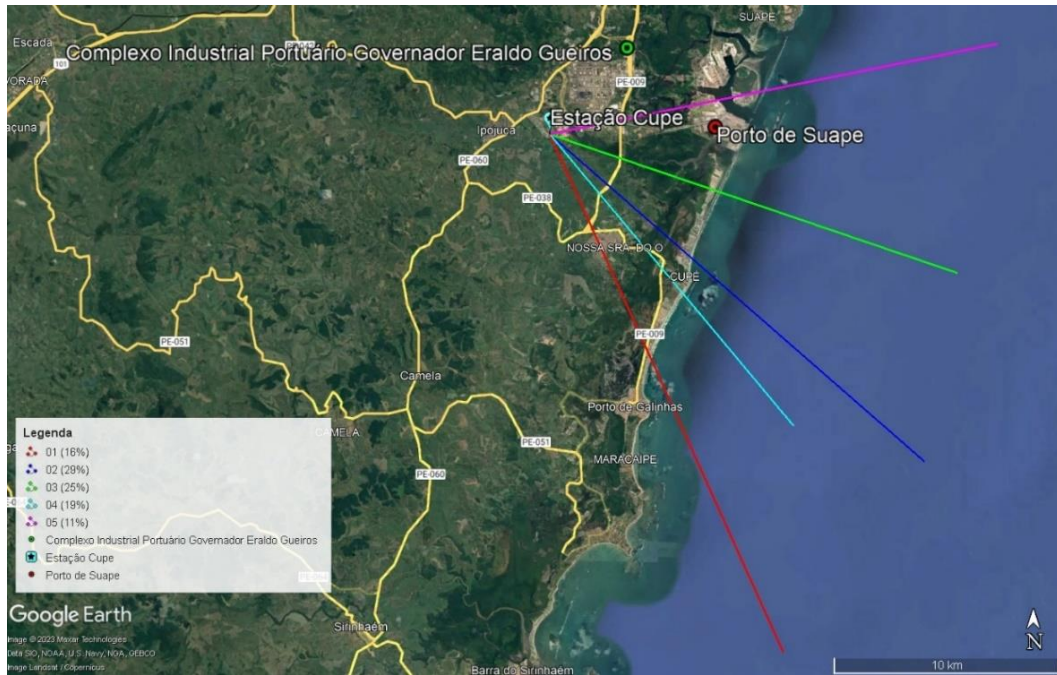 SUAPE
Escada
Complexo Industrial Portuário Governador Eraldo Gueiros
101
PE-009
Estação Cupe
Ipojuca
Porto de Suape
PE-060
PE-038
NOSSA SRA. DO O
CUPE
PE-009
PE-051
Camela
Porto de Galinhas
CAMELA
PE-051
MARACAIPE
PE-060
Legenda
01 (16%)
02 (29%)
03 (25%)
04 (19%)
05 (11%)
Complexo Industrial Portuário Governador Eraldo Gueiros
Estação Cupe
Porto de Suape
Google Earth
Sirinhaém
Image © 2023 Maxar Technologies
Data SIO, NOAA, U.S. Navy, NGA, GEBCO
Image Landsat / Copernicus
Barra do Sirinhaém
N
10 km